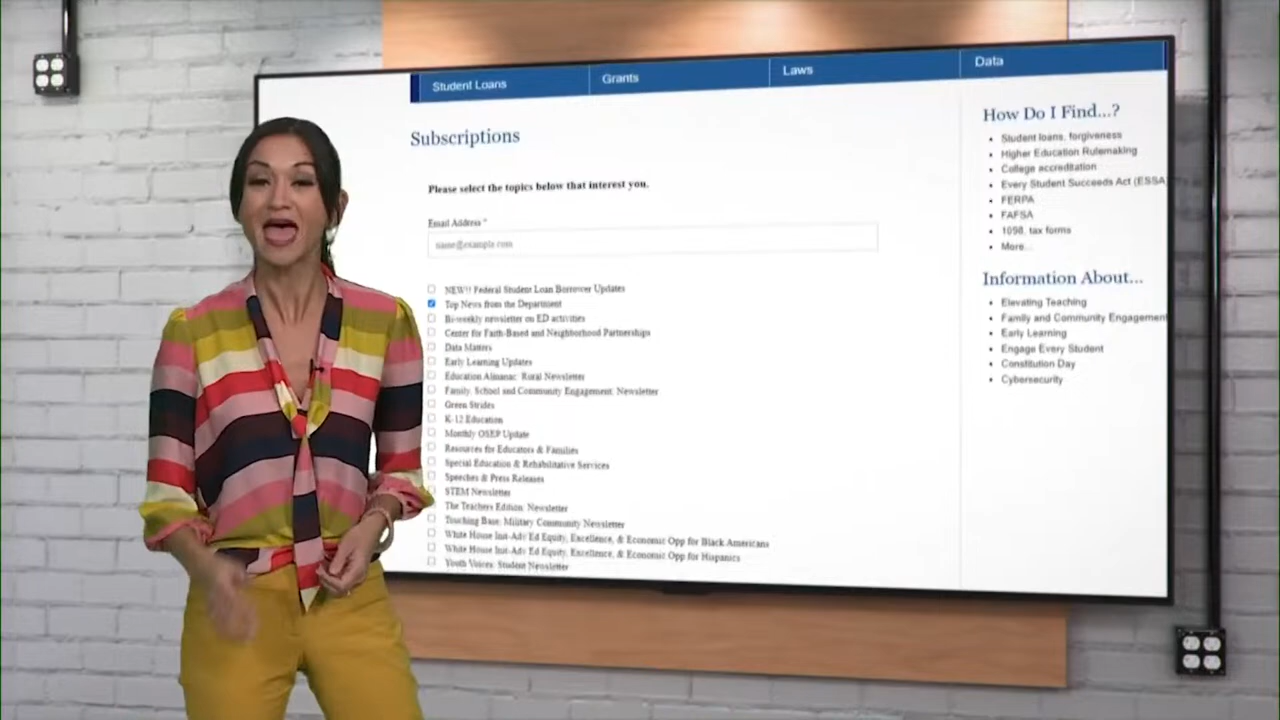 Student Loans
Grants
Laws
Data
Subscriptions
Please select the topics below that interest you.
Email Address *
name@example.com
NEW!! Federal Student Loan Borrower Updates
Top News from the Department
Bi-weekly newsletter on ED activities
Center for Faith-Based and Neighborhood Partnerships
Data Matters
Early Learning Updates
Education Almanac: Rural Newsletter
Family, School and Community Engagement: Newsletter
Green Strides
K-12 Education
Monthly OSEP Update
Resources for Educators & Families
Special Education & Rehabilitative Services
Speeches & Press Releases
STEM Newsletter
The Teachers Edition: Newsletter
Touching Base: Military Community Newsletter
White House Init-Adv Ed Equity, Excellence, & Economic Opp for Black Americans
White House Init-Adv Ed Equity, Excellence, & Economic Opp for Hispanics
Youth Voices: Student Newsletter
How Do I Find...?
Student loans, forgiveness
Higher Education Rulemaking
College accreditation
Every Student Succeeds Act (ESSA
FERPA
FAFSA
1098, tax forms
More...
Information About...
Elevating Teaching
Family and Community Engagement
Early Learning
Engage Every Student
Constitution Day
Cybersecurity